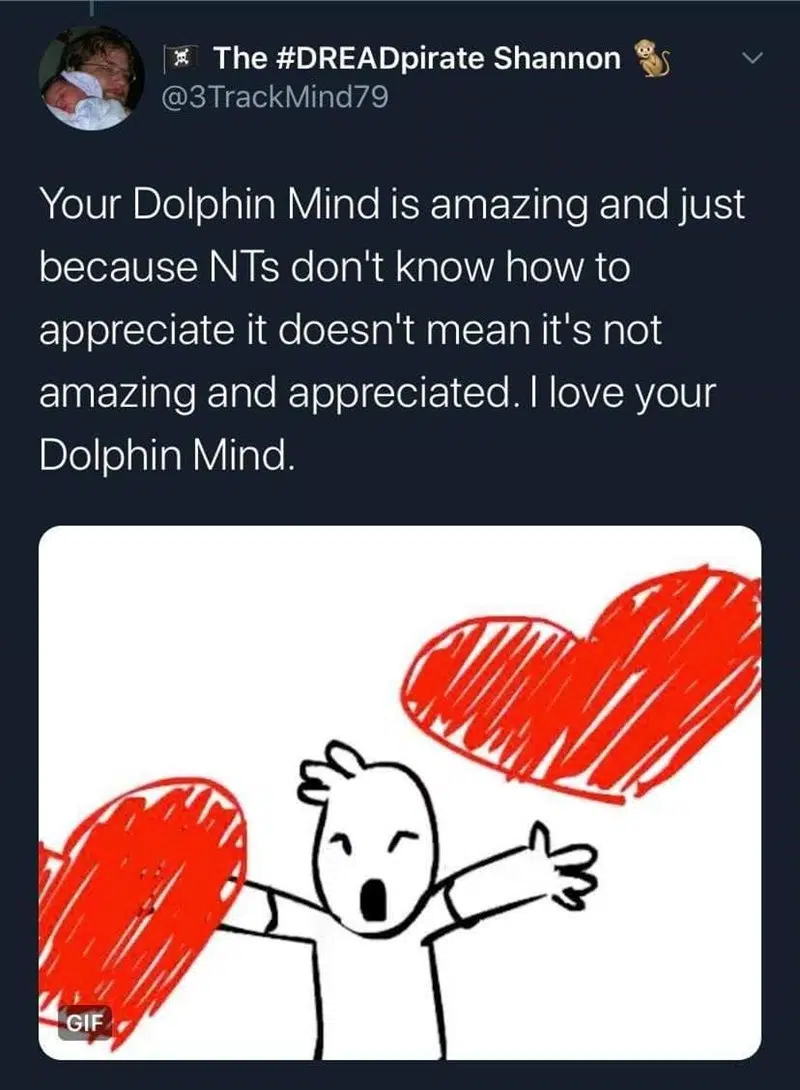 The #DREADpirate Shannon
@3TrackMind79
Your Dolphin Mind is amazing and just
because NTs don't know how to
appreciate it doesn't mean it's not
amazing and appreciated. I love your
Dolphin Mind.
GIF